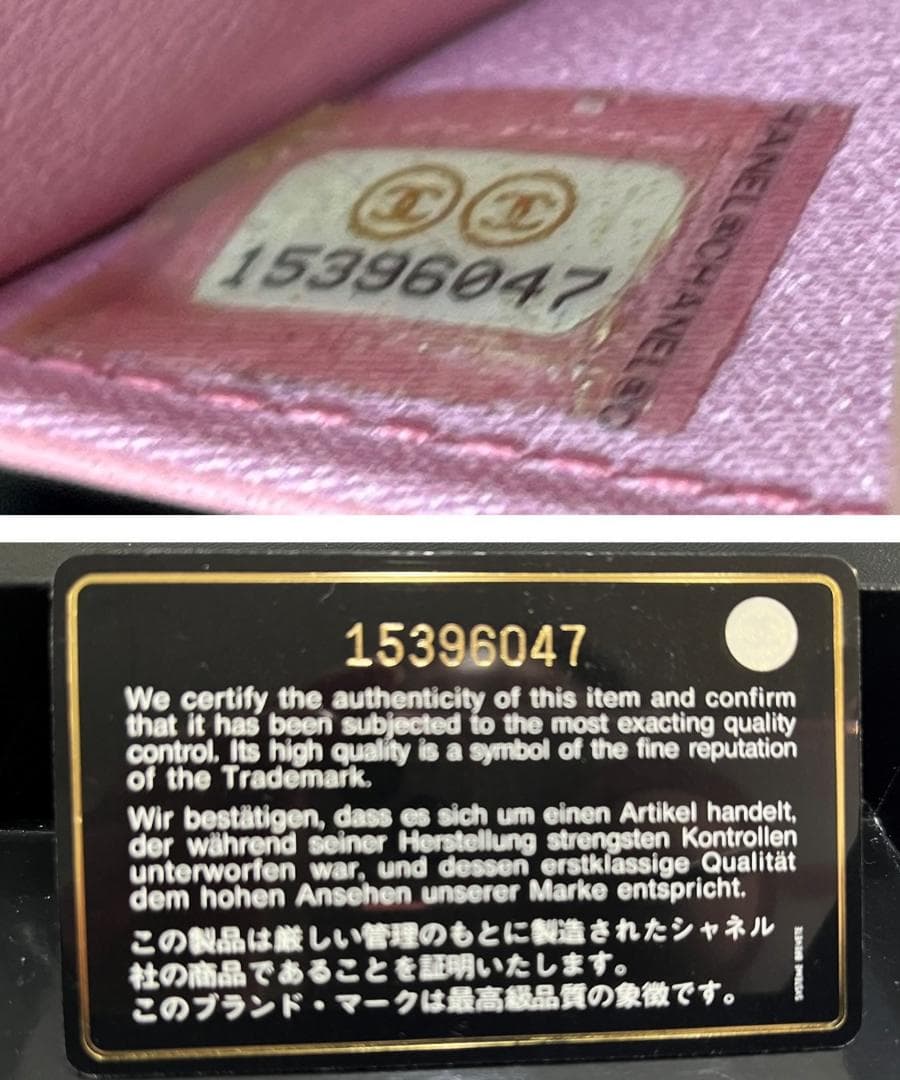 15396047
HANEL®CHANEL®C
15396047
We certify the authenticity of this item and confirm
that it has been subjected to the most exacting quality
control. Its high quality is a symbol of the fine reputation
of the Trademark.
Wir bestätigen, dass es sich um einen Artikel handelt,
der während seiner Herstellung strengsten Kontrollen
unterworfen war, und dessen erstklassige Qualität
dem hohen Ansehen unserer Marke entspricht.
この製品は厳しい管理のもとに製造されたシャネル
社の商品であることを証明いたします。
このブランド・マークは最高級品質の象徴です。